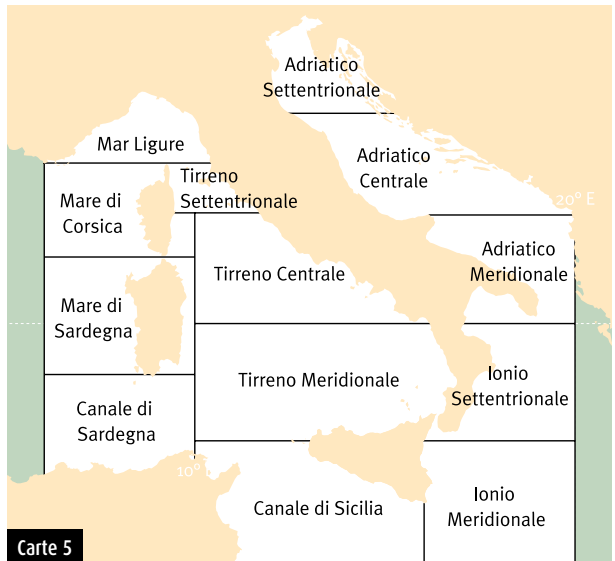 Adriatico
Settentrionale
Mar Ligure
Adriatico
Centrale
Tirreno
Settentrionale
Mare di
Corsica
20° E
Adriatico
Meridionale
Tirreno Centrale
Mare di
Sardegna
Tirreno Meridionale
Ionio
Settentrionale
Canale di
Sardegna
10°
Canale di Sicilia
Ionio
Meridionale
Carte 5